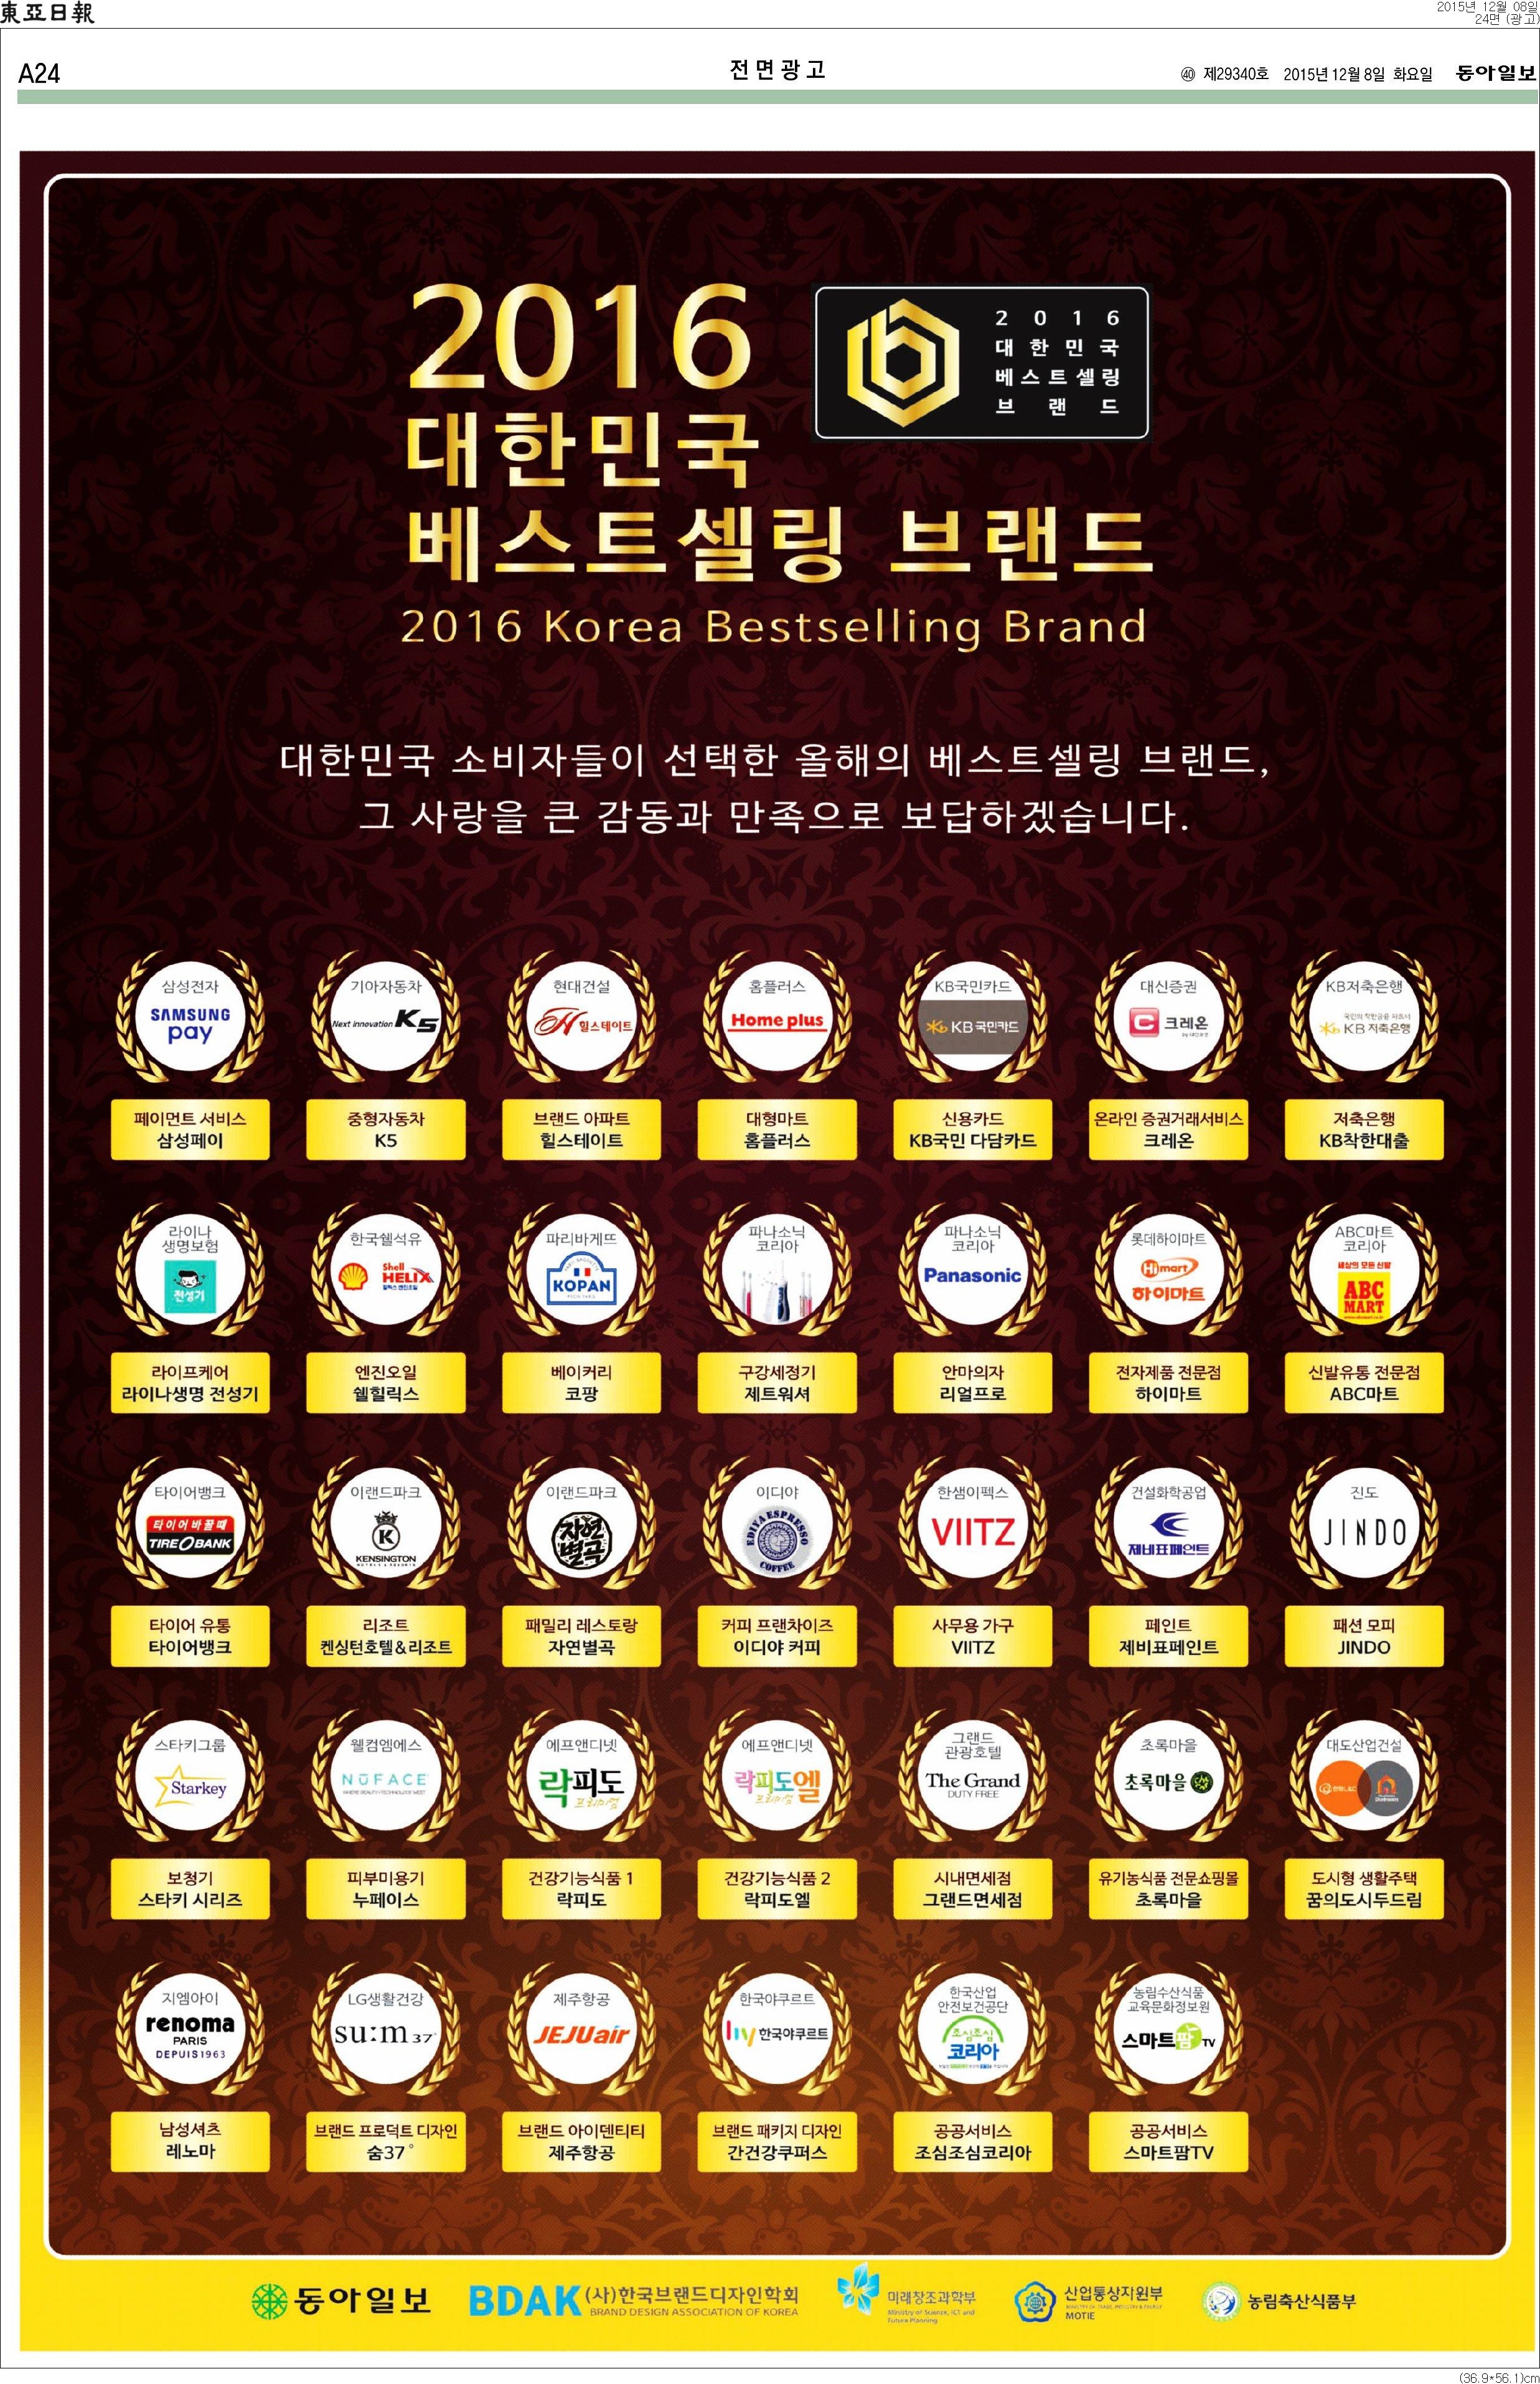 東亞日報
2015년 12월 08일
24면 (광고)
A24
전면광고
㊵ 제29340호 2015년 12월 8일 화요일 동아일보
2016
대한민국
베스트셀링 브랜드
2016
대한민국
베스트셀링
브랜드
2016 Korea Bestselling Brand
대한민국 소비자들이 선택한 올해의 베스트셀링 브랜드,
그 사랑을 큰 감동과 만족으로 보답하겠습니다.
삼성전자
SAMSUNG
pay
페이먼트 서비스
삼성페이
기아자동차
Next innovation K5
중형자동차
K5
현대건설
힐스테이트
브랜드 아파트
힐스테이트
홈플러스
Home plus
대형마트
홈플러스
KB국민카드
KB국민카드
신용카드
KB국민 다담카드
대신증권
크레온
온라인 증권거래서비스
크레온
KB저축은행
KB저축은행
저축은행
KB착한대출
라이나
생명보험
전성기
라이프케어
라이나생명 전성기
한국쉘석유
Shell
HELIX
엔진오일
쉘힐릭스
파리바게뜨
KOPAN
베이커리
코팡
파나소닉
코리아
구강세정기
제트워셔
파나소닉
코리아
Panasonic
안마의자
리얼프로
롯데하이마트
Himart
하이마트
전자제품 전문점
하이마트
ABC마트
코리아
세상의 모든 신발
ABC
MART
신발유통 전문점
ABC마트
타이어뱅크
타이어바꿀때
TIREOBANK
타이어 유통
타이어뱅크
이랜드파크
K
KENSINGTON
리조트
켄싱턴호텔&리조트
이랜드파크
자연
별곡
패밀리 레스토랑
자연별곡
이디야
EDIYA ESPRESSO
COFFEE
커피 프랜차이즈
이디야 커피
한샘이펙스
VIITZ
사무용 가구
VIITZ
건설화학공업
제비표페인트
페인트
제비표페인트
진도
JINDO
패션 모피
JINDO
스타키그룹
Starkey
보청기
스타키 시리즈
웰컴엠에스
NUFACE
피부미용기
누페이스
에프앤디넷
락피도
프리미엄
건강기능식품 1
락피도
에프앤디넷
락피도엘
프리미엄
건강기능식품 2
락피도엘
그랜드
관광호텔
The Grand
DUTY FREE
시내면세점
그랜드면세점
초록마을
초록마을
유기농식품 전문쇼핑몰
초록마을
대도산업건설
도시형 생활주택
꿈의도시두드림
지엠아이
renoma
PARIS
DEPUIS1963
남성셔츠
레노마
LG생활건강
su:m37°
브랜드 프로덕트 디자인
숨37°
제주항공
JEJUair
브랜드 아이덴티티
제주항공
한국야쿠르트
hy 한국야쿠르트
브랜드 패키지 디자인
간건강쿠퍼스
한국산업
안전보건공단
조심조심
코리아
공공서비스
조심조심코리아
농림수산식품
교육문화정보원
스마트팜TV
공공서비스
스마트팜TV
동아일보
BDAK (사)한국브랜드디자인학회
BRAND DESIGN ASSOCIATION OF KOREA
미래창조과학부
Ministry of Science, ICT and
Future Planning
산업통상자원부
MOTIE
농림축산식품부
(36.9*56.1)cm